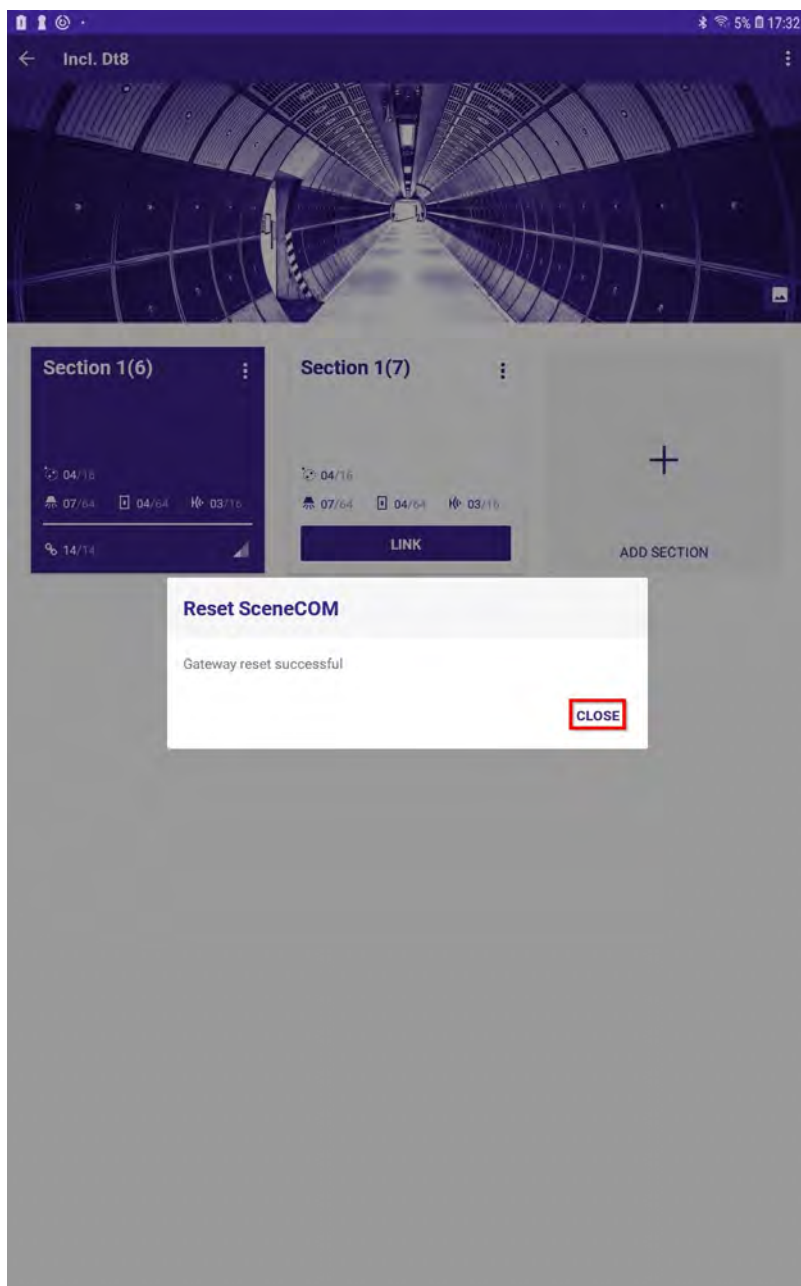 5% 17:32
Incl. Dt8
Section 1(6)
Section 1(7)
04/16
04/16
07/64 04/64 03/16
07/64 04/64 03/16
14/14
LINK
ADD SECTION
Reset SceneCOM
Gateway reset successful
CLOSE